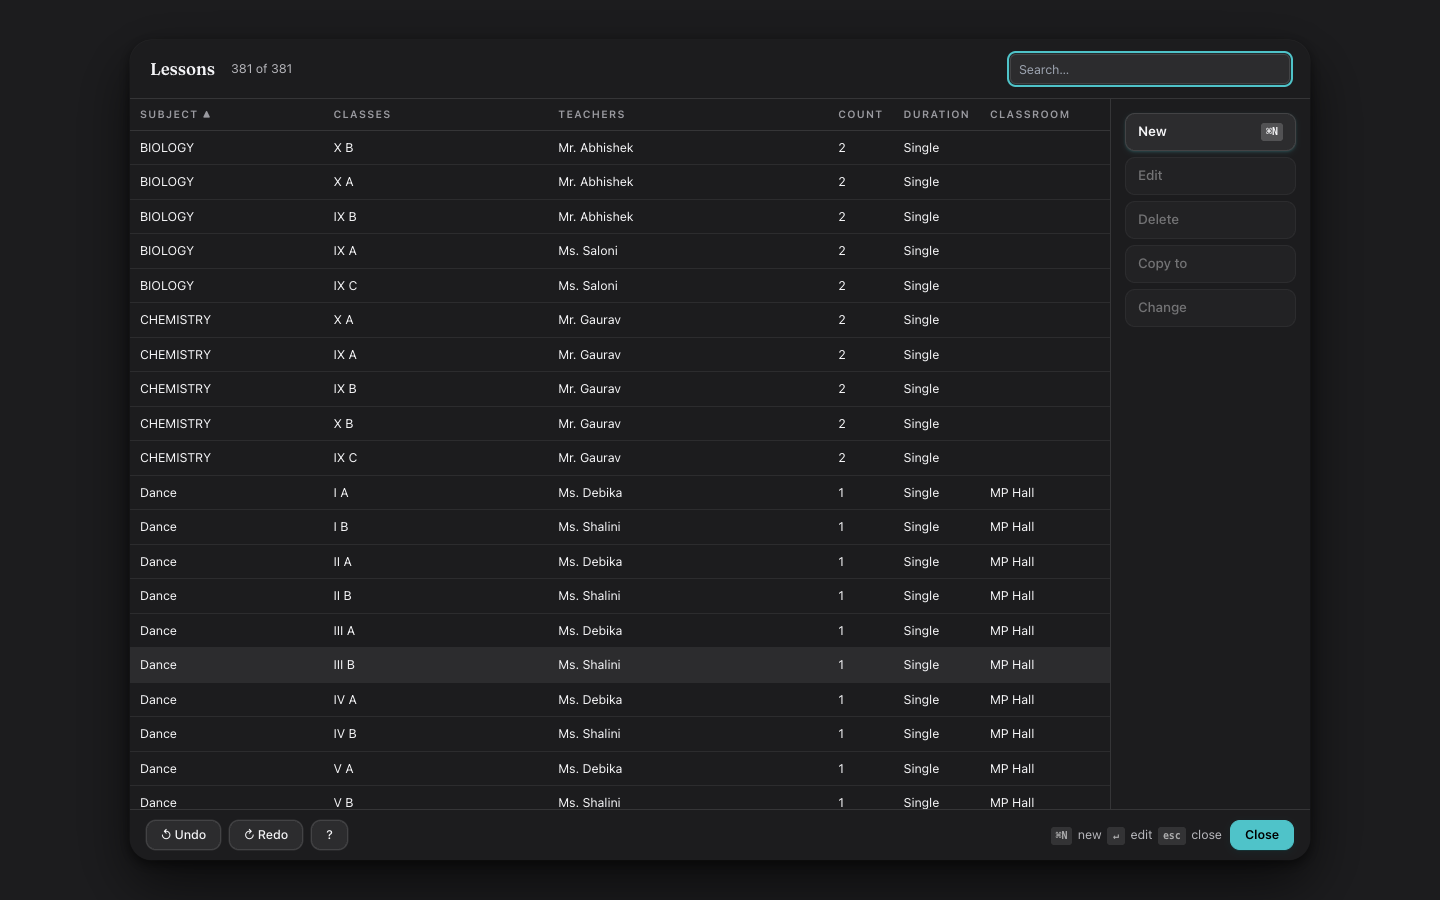 Lessons 381 of 381 Search...
SUBJECT ▲ CLASSES TEACHERS COUNT DURATION CLASSROOM
New ⌘N
BIOLOGY X B Mr. Abhishek 2 Single
Edit
BIOLOGY X A Mr. Abhishek 2 Single
BIOLOGY IX B Mr. Abhishek 2 Single
Delete
BIOLOGY IX A Ms. Saloni 2 Single
Copy to
BIOLOGY IX C Ms. Saloni 2 Single
Change
CHEMISTRY X A Mr. Gaurav 2 Single
CHEMISTRY IX A Mr. Gaurav 2 Single
CHEMISTRY IX B Mr. Gaurav 2 Single
CHEMISTRY X B Mr. Gaurav 2 Single
CHEMISTRY IX C Mr. Gaurav 2 Single
Dance I A Ms. Debika 1 Single MP Hall
Dance I B Ms. Shalini 1 Single MP Hall
Dance II A Ms. Debika 1 Single MP Hall
Dance II B Ms. Shalini 1 Single MP Hall
Dance III A Ms. Debika 1 Single MP Hall
Dance III B Ms. Shalini 1 Single MP Hall
Dance IV A Ms. Debika 1 Single MP Hall
Dance IV B Ms. Shalini 1 Single MP Hall
Dance V A Ms. Debika 1 Single MP Hall
Dance V B Ms. Shalini 1 Single MP Hall
↺ Undo ↻ Redo ? ⌘N new ↵ edit esc close Close